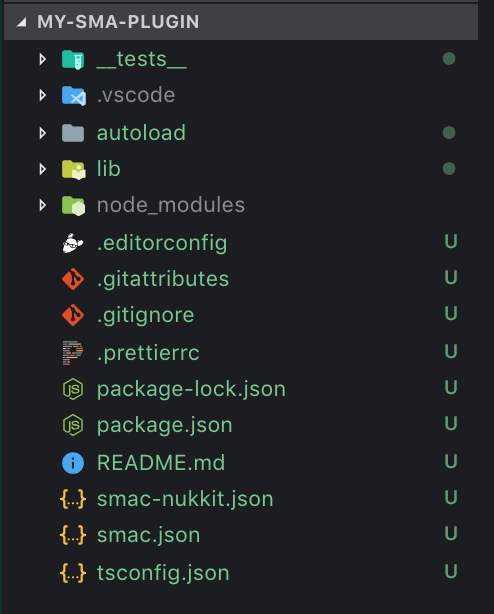 MY-SMA-PLUGIN
__tests__
.vscode
autoload
lib
node_modules
.editorconfig U
.gitattributes U
.gitignore U
.prettierrc U
package-lock.json U
package.json U
README.md U
{..} smac-nukkit.json U
{..} smac.json U
{..} tsconfig.json U